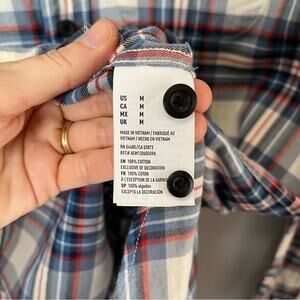 US M
CA M
MX M
UK M
MADE IN VIETNAM / FABRIQUÉ AU
VIETNAM / HECHO EN VIETNAM
RN 54485/CA 03873
EN 100% COTTON
EXCLUSIVE OF DECORATION
FR 100% COTON
À L'EXCEPTION DE LA GARNITURE
SP 100% algodón
EXCEPTO LA DECORACIÓN